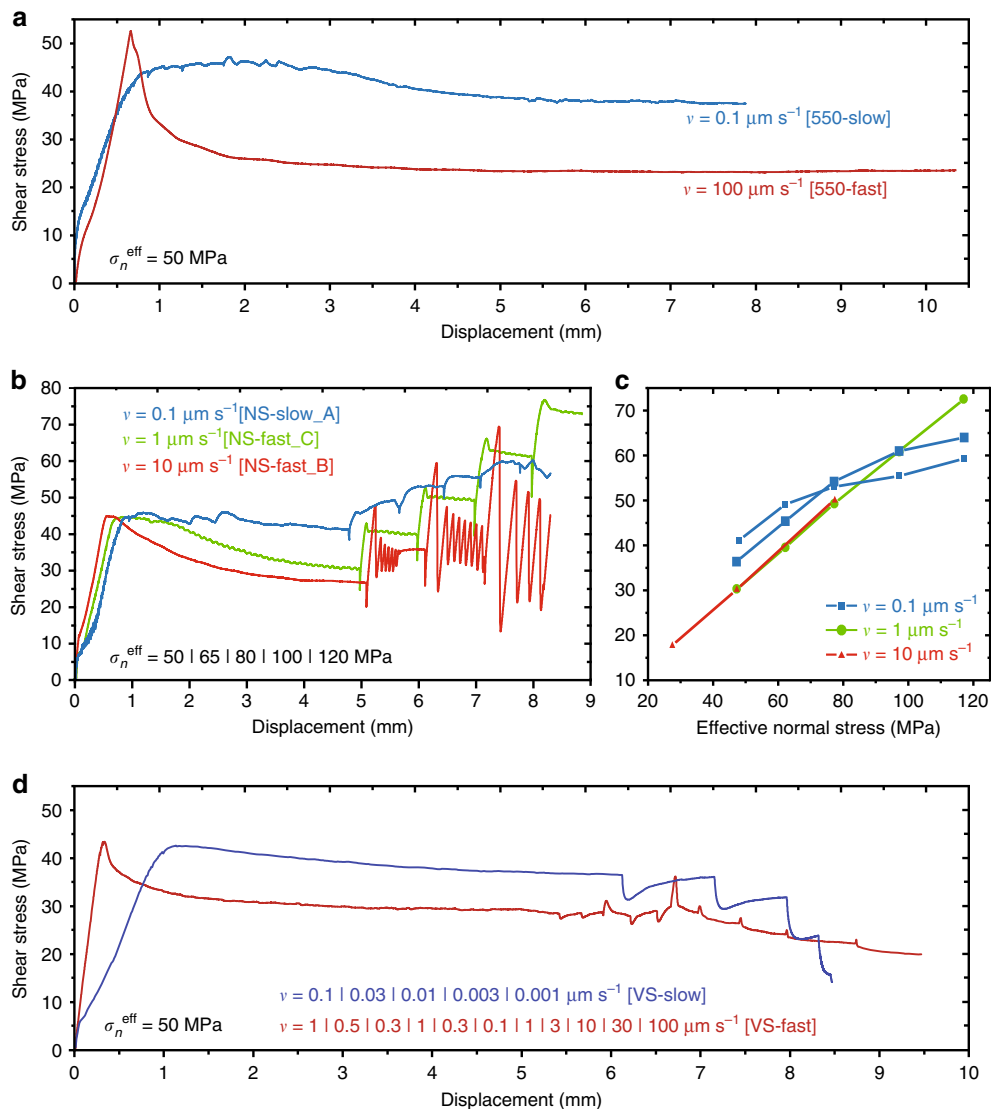 a
50
40
30
20
10
0
Shear stress (MPa)
v = 0.1 μm s⁻¹ [550-slow]
v = 100 μm s⁻¹ [550-fast]
σₙᵉᶠᶠ = 50 MPa
0 1 2 3 4 5 6 7 8 9 10
Displacement (mm)
b
80
70
60
50
40
30
20
10
0
Shear stress (MPa)
v = 0.1 μm s⁻¹[NS-slow_A]
v = 1 μm s⁻¹[NS-fast_C]
v = 10 μm s⁻¹ [NS-fast_B]
σₙᵉᶠᶠ = 50 | 65 | 80 | 100 | 120 MPa
0 1 2 3 4 5 6 7 8 9
Displacement (mm)
c
70
60
50
40
30
20
10
v = 0.1 μm s⁻¹
v = 1 μm s⁻¹
v = 10 μm s⁻¹
20 40 60 80 100 120
Effective normal stress (MPa)
d
50
40
30
20
10
0
Shear stress (MPa)
v = 0.1 | 0.03 | 0.01 | 0.003 | 0.001 μm s⁻¹ [VS-slow]
σₙᵉᶠᶠ = 50 MPa
v = 1 | 0.5 | 0.3 | 1 | 0.3 | 0.1 | 1 | 3 | 10 | 30 | 100 μm s⁻¹ [VS-fast]
0 1 2 3 4 5 6 7 8 9 10
Displacement (mm)